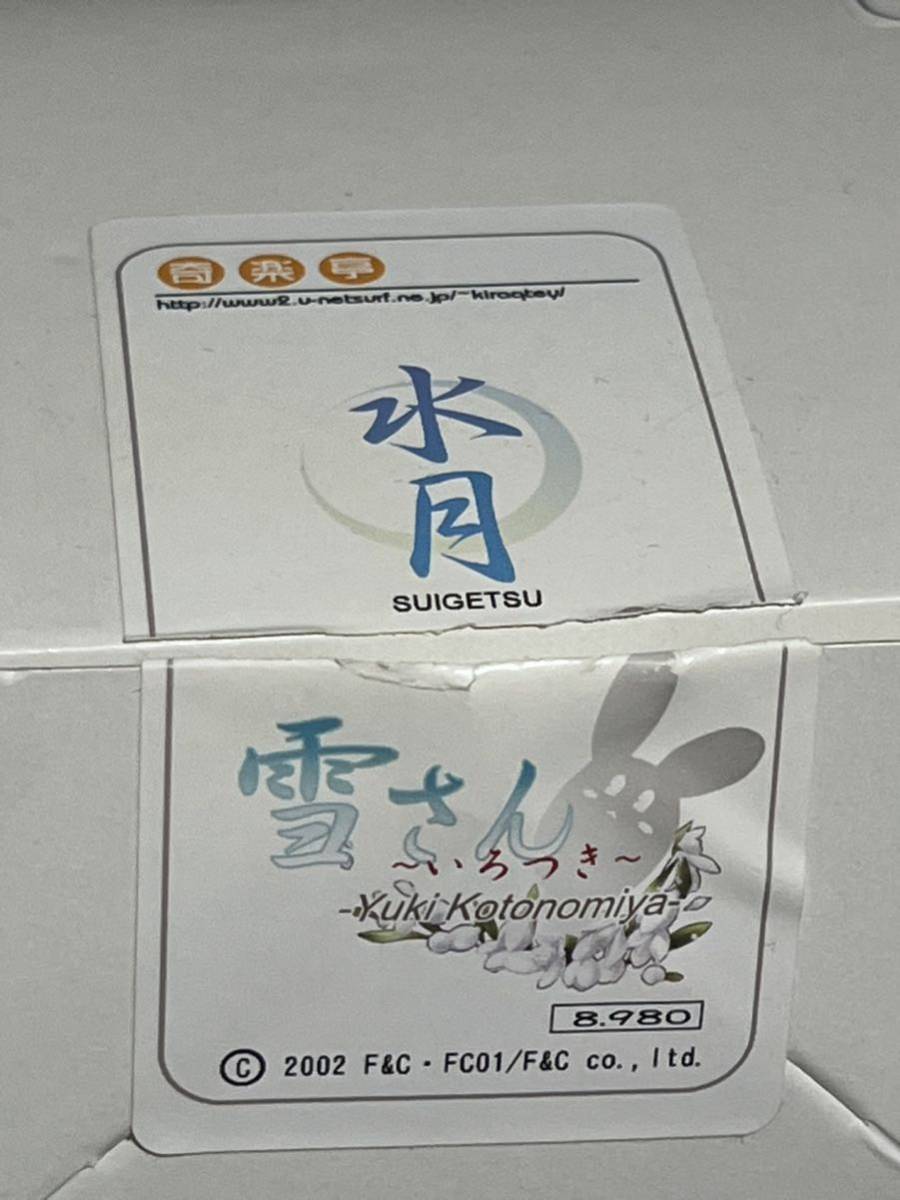 奇楽亭
http://www2.u-netsurf.ne.jp/~kiraqtey/
水月
SUIGETSU
雪さん
～いろつき～
-Yuki Kotonomiya-
8.980
© 2002 F&C・FC01/F&C co.,ltd.